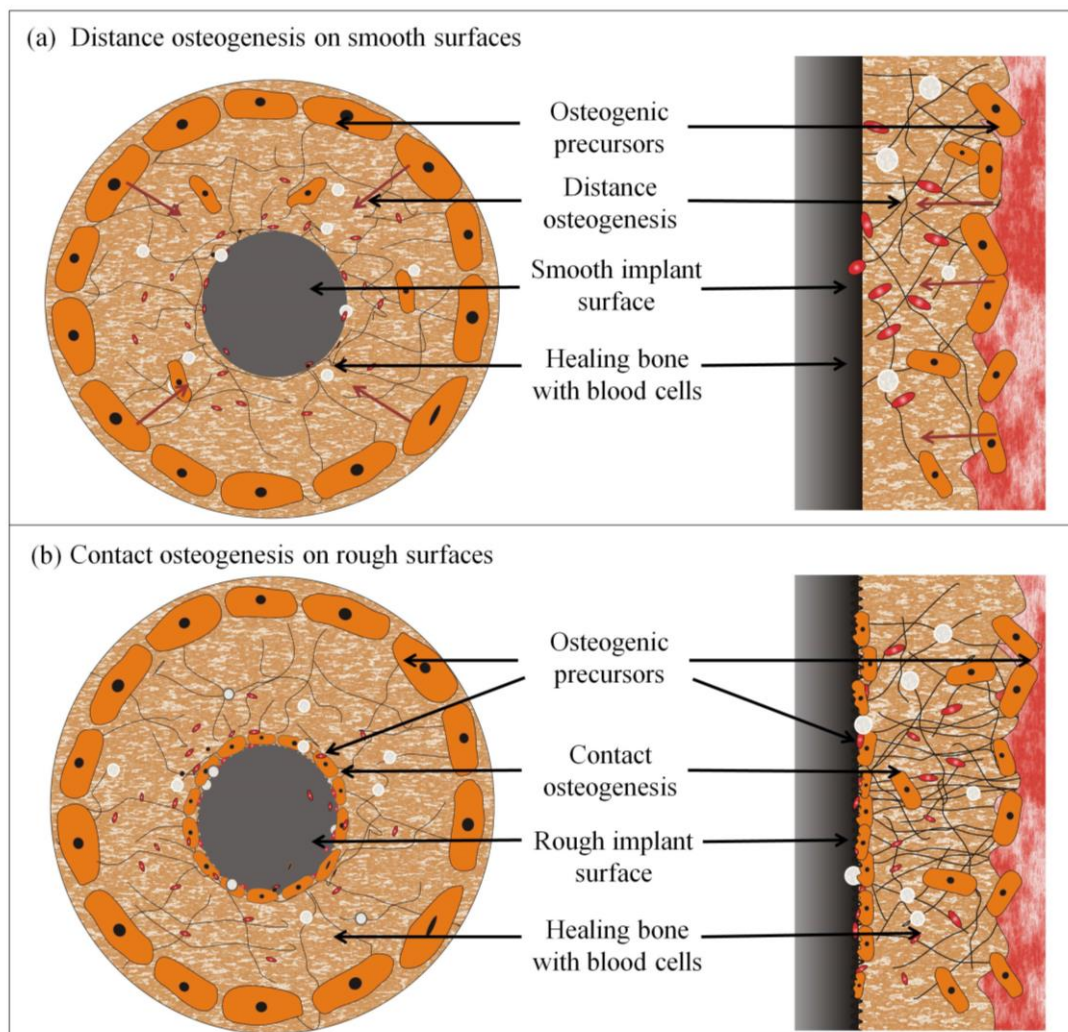 (a) Distance osteogenesis on smooth surfaces
Osteogenic
precursors
Distance
osteogenesis
Smooth implant
surface
Healing bone
with blood cells
(b) Contact osteogenesis on rough surfaces
Osteogenic
precursors
Contact
osteogenesis
Rough implant
surface
Healing bone
with blood cells